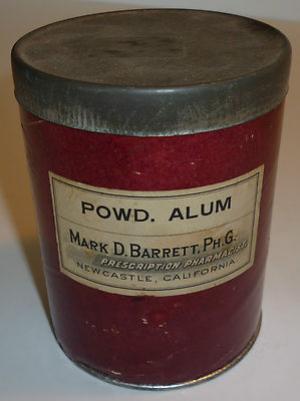 POWD. ALUM
MARK D. BARRETT, PH.G.
PRESCRIPTION PHARMACIST
NEWCASTLE, CALIFORNIA